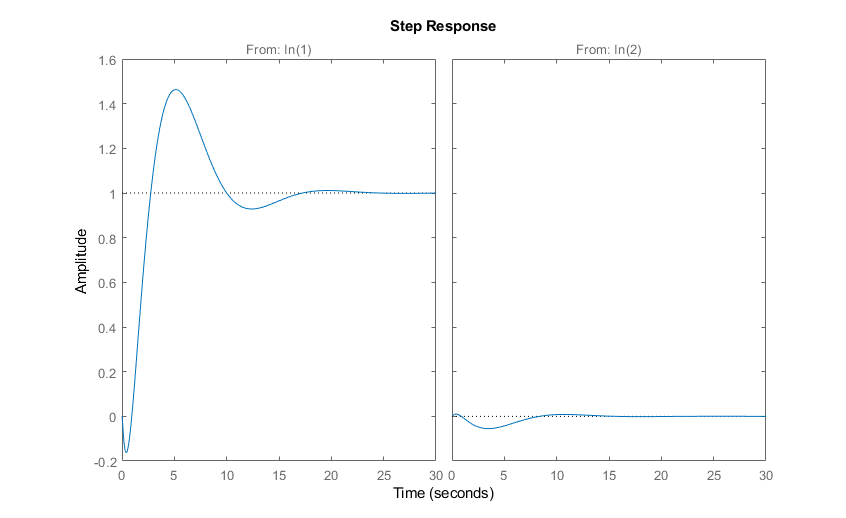 Step Response
From: In(1)
From: In(2)
Amplitude
1.6
1.4
1.2
1
0.8
0.6
0.4
0.2
0
-0.2
0 5 10 15 20 25 30
0 5 10 15 20 25 30
Time (seconds)